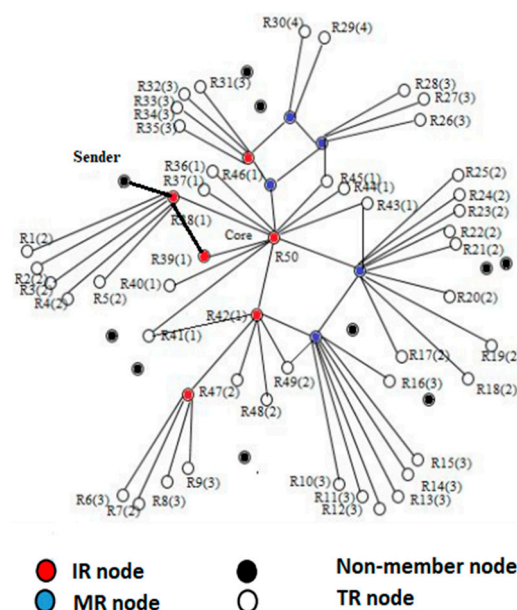 R30(4)
R29(4)
R32(3)
R31(3)
R28(3)
R33(3)
R27(3)
R34(3)
R35(3)
R26(3)
Sender
R36(1)
R46(1)
R45(1)
R25(2)
R37(1)
R44(1)
R24(2)
R38(1)
R43(1)
R23(2)
Core
R22(2)
R1(2)
R39(1)
R50
R21(2)
R2(2)
R3(2)
R5(2)
R40(1)
R4(2)
R20(2)
R42(1)
R41(1)
R19(2
R17(2)
R49(2)
R16(3)
R18(2)
R47(2)
R48(2)
R15(3)
R9(3)
R10(3)
R14(3)
R6(3)
R8(3)
R11(3)
R13(3)
R7(2)
R12(3)
IR node
Non-member node
MR node
TR node